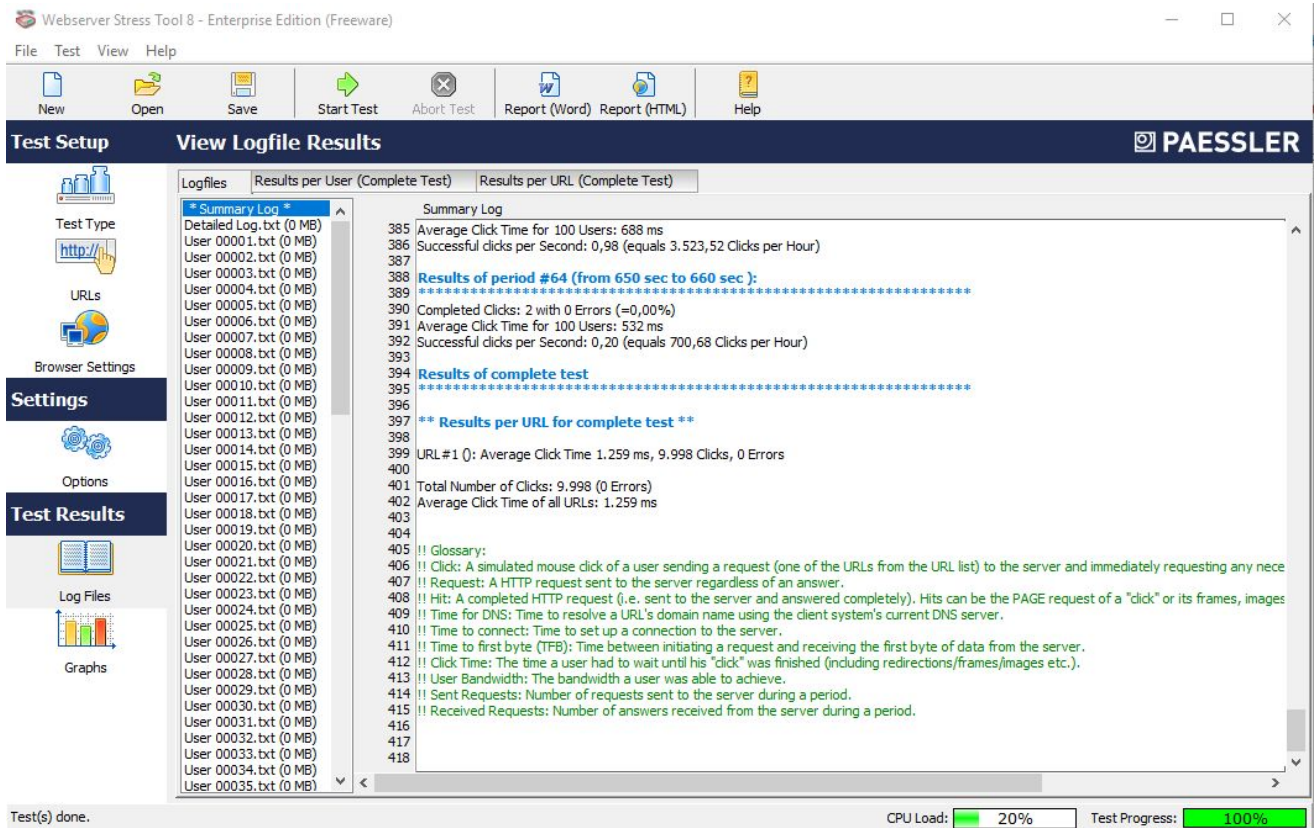 Webserver Stress Tool 8 - Enterprise Edition (Freeware)
File Test View Help
New Open Save Start Test Abort Test Report (Word) Report (HTML) Help
Test Setup
View Logfile Results
PAESSLER
Test Type
http://
URLs
Browser Settings
Settings
Options
Test Results
Log Files
Graphs
Logfiles Results per User (Complete Test) Results per URL (Complete Test)
* Summary Log *
Detailed Log.txt (0 MB)
User 00001.txt (0 MB)
User 00002.txt (0 MB)
User 00003.txt (0 MB)
User 00004.txt (0 MB)
User 00005.txt (0 MB)
User 00006.txt (0 MB)
User 00007.txt (0 MB)
User 00008.txt (0 MB)
User 00009.txt (0 MB)
User 00010.txt (0 MB)
User 00011.txt (0 MB)
User 00012.txt (0 MB)
User 00013.txt (0 MB)
User 00014.txt (0 MB)
User 00015.txt (0 MB)
User 00016.txt (0 MB)
User 00017.txt (0 MB)
User 00018.txt (0 MB)
User 00019.txt (0 MB)
User 00020.txt (0 MB)
User 00021.txt (0 MB)
User 00022.txt (0 MB)
User 00023.txt (0 MB)
User 00024.txt (0 MB)
User 00025.txt (0 MB)
User 00026.txt (0 MB)
User 00027.txt (0 MB)
User 00028.txt (0 MB)
User 00029.txt (0 MB)
User 00030.txt (0 MB)
User 00031.txt (0 MB)
User 00032.txt (0 MB)
User 00033.txt (0 MB)
User 00034.txt (0 MB)
User 00035.txt (0 MB)
Summary Log
385 Average Click Time for 100 Users: 688 ms
386 Successful clicks per Second: 0,98 (equals 3.523,52 Clicks per Hour)
387
388 Results of period #64 (from 650 sec to 660 sec ):
389 ****************************************************************
390 Completed Clicks: 2 with 0 Errors (=0,00%)
391 Average Click Time for 100 Users: 532 ms
392 Successful clicks per Second: 0,20 (equals 700,68 Clicks per Hour)
393
394 Results of complete test
395 ****************************************************************
396
397 ** Results per URL for complete test **
398
399 URL#1 (): Average Click Time 1.259 ms, 9.998 Clicks, 0 Errors
400
401 Total Number of Clicks: 9.998 (0 Errors)
402 Average Click Time of all URLs: 1.259 ms
403
404
405 !! Glossary:
406 !! Click: A simulated mouse click of a user sending a request (one of the URLs from the URL list) to the server and immediately requesting any nece
407 !! Request: A HTTP request sent to the server regardless of an answer.
408 !! Hit: A completed HTTP request (i.e. sent to the server and answered completely). Hits can be the PAGE request of a "click" or its frames, images
409 !! Time for DNS: Time to resolve a URL's domain name using the client system's current DNS server.
410 !! Time to connect: Time to set up a connection to the server.
411 !! Time to first byte (TFB): Time between initiating a request and receiving the first byte of data from the server.
412 !! Click Time: The time a user had to wait until his "click" was finished (including redirections/frames/images etc.).
413 !! User Bandwidth: The bandwidth a user was able to achieve.
414 !! Sent Requests: Number of requests sent to the server during a period.
415 !! Received Requests: Number of answers received from the server during a period.
416
417
418
Test(s) done.
CPU Load: 20% Test Progress: 100%